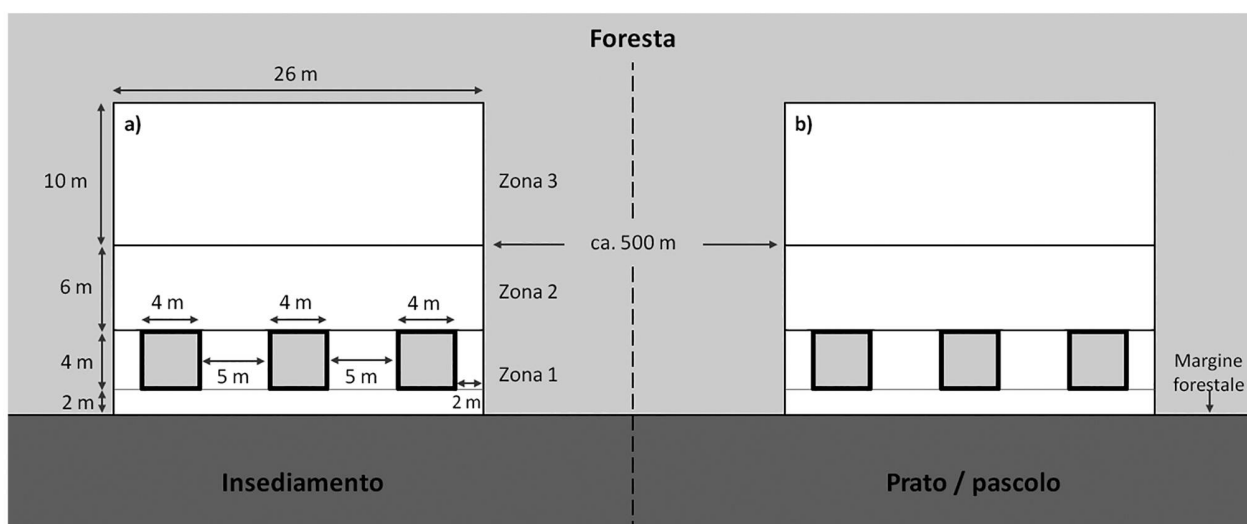 Foresta
26 m
a)
b)
10 m
Zona 3
ca. 500 m
6 m
Zona 2
4 m
4 m
4 m
4 m
5 m
5 m
Zona 1
Margine
forestale
2 m
2 m
Insediamento
Prato / pascolo